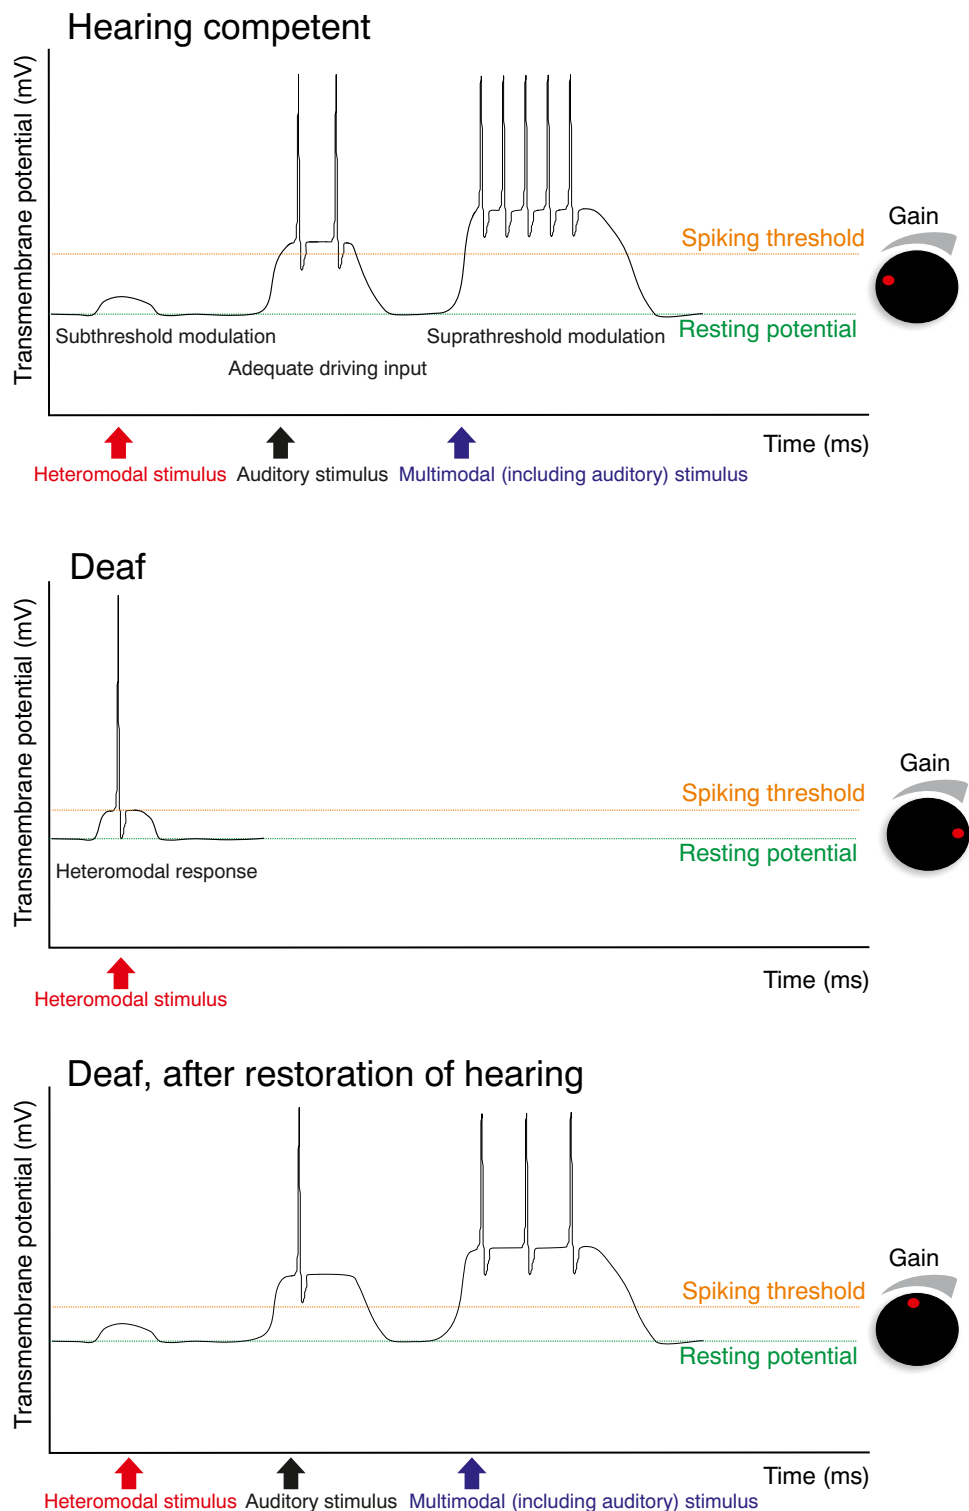 Hearing competent
Transmembrane potential (mV)
Gain
Spiking threshold
Resting potential
Subthreshold modulation
Suprathreshold modulation
Adequate driving input
Time (ms)
Heteromodal stimulus
Auditory stimulus
Multimodal (including auditory) stimulus
Deaf
Transmembrane potential (mV)
Gain
Spiking threshold
Resting potential
Heteromodal response
Time (ms)
Heteromodal stimulus
Deaf, after restoration of hearing
Transmembrane potential (mV)
Gain
Spiking threshold
Resting potential
Time (ms)
Heteromodal stimulus
Auditory stimulus
Multimodal (including auditory) stimulus